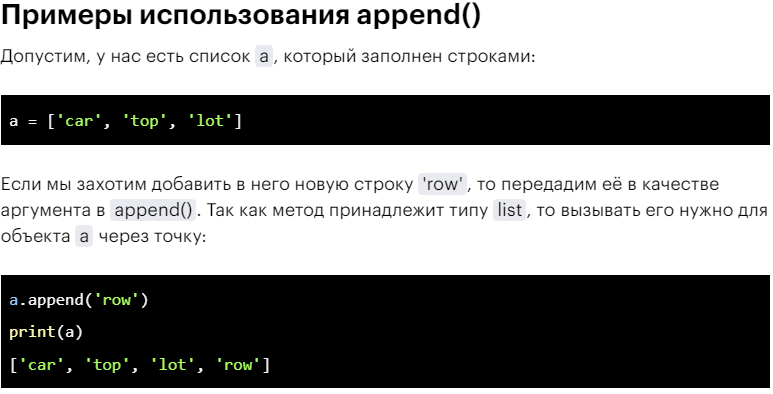 Примеры использования append()
Допустим, у нас есть список a, который заполнен строками:
a = ['car', 'top', 'lot']
Если мы захотим добавить в него новую строку 'row', то передадим её в качестве
аргумента в append(). Так как метод принадлежит типу list, то вызывать его нужно для
объекта a через точку:
a.append('row')
print(a)
['car', 'top', 'lot', 'row']